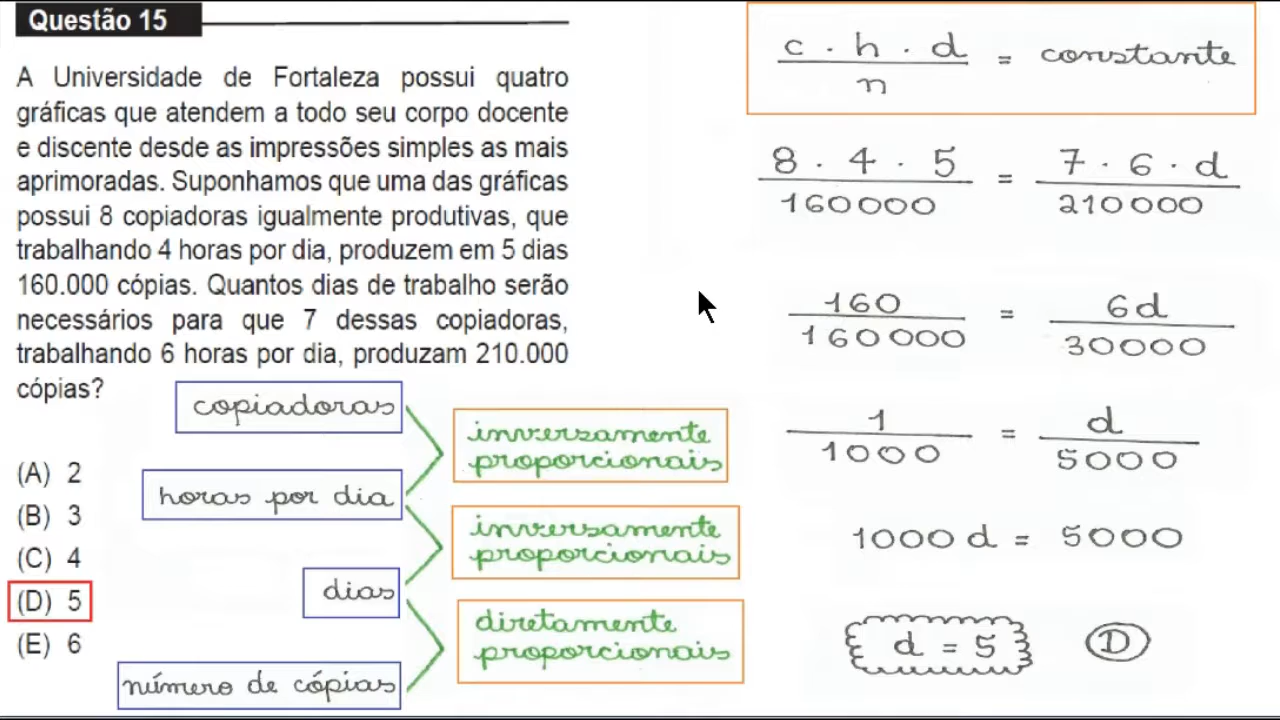 Questão 15
A Universidade de Fortaleza possui quatro
gráficas que atendem a todo seu corpo docente
e discente desde as impressões simples as mais
aprimoradas. Suponhamos que uma das gráficas
possui 8 copiadoras igualmente produtivas, que
trabalhando 4 horas por dia, produzem em 5 dias
160.000 cópias. Quantos dias de trabalho serão
necessários para que 7 dessas copiadoras,
trabalhando 6 horas por dia, produzam 210.000
cópias?
(A) 2
(B) 3
(C) 4
(D) 5
(E) 6
copiadoras
horas por dia
dias
número de cópias
inversamente
proporcionais
inversamente
proporcionais
diretamente
proporcionais
c . h . d
n
= constante
8 . 4 . 5
160000
=
7 . 6 . d
210000
160
160000
=
6d
30000
1
1000
=
d
5000
1000 d = 5000
d = 5
D